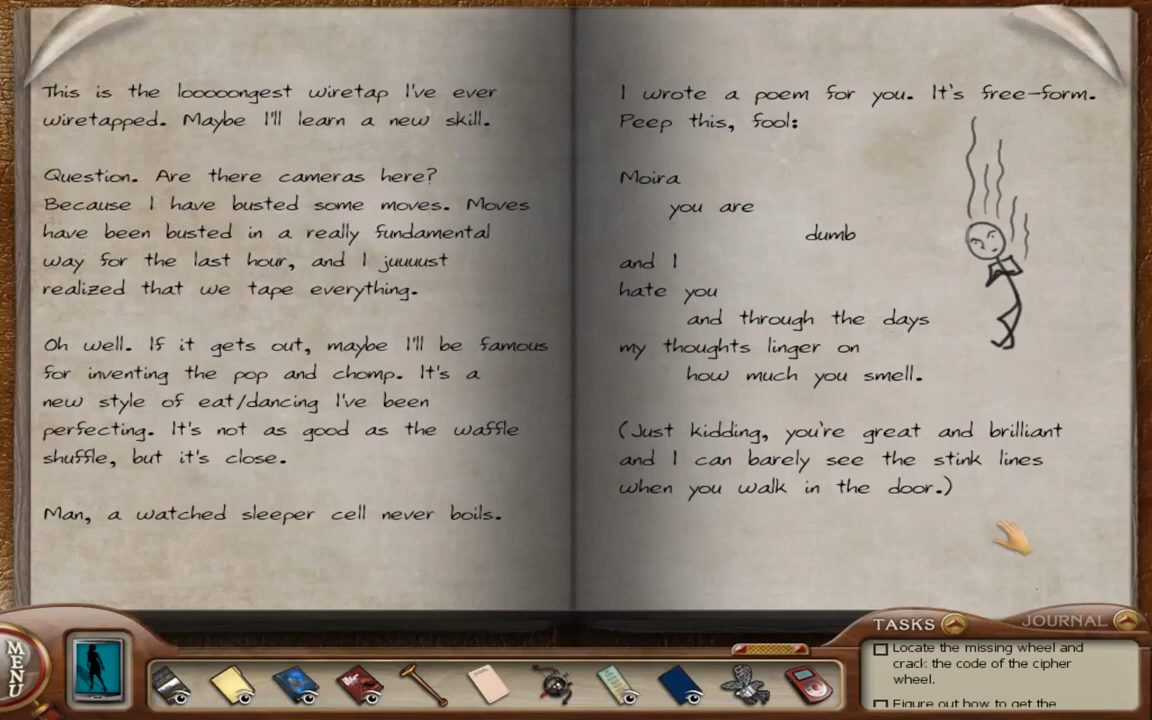 This is the looooongest wiretap I've ever
wiretapped. Maybe I'll learn a new skill.
Question. Are there cameras here?
Because I have busted some moves. Moves
have been busted in a really fundamental
way for the last hour, and I juuuust
realized that we tape everything.
Oh well. If it gets out, maybe I'll be famous
for inventing the pop and chomp. It's a
new style of eat/dancing I've been
perfecting. It's not as good as the waffle
shuffle, but it's close.
Man, a watched sleeper cell never boils.
I wrote a poem for you. It's free-form.
Peep this, fool:
Moira
you are
dumb
and I
hate you
and through the days
my thoughts linger on
how much you smell.
(Just kidding, you're great and brilliant
and I can barely see the stink lines
when you walk in the door.)
MENU
TASKS
JOURNAL
Locate the missing wheel and
crack the code of the cipher
wheel.
Figure out how to get the